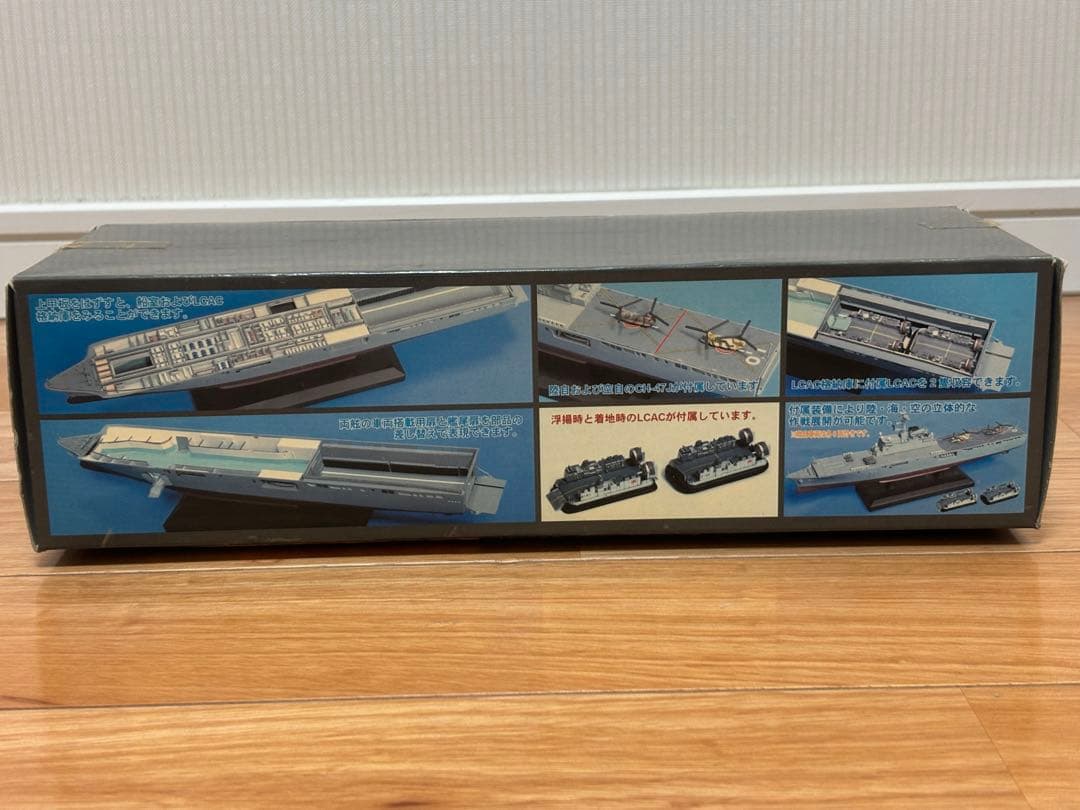 上甲板をはずすと、船室およびLCAC
格納庫をみることができます。
陸自および空自のCH-47Jが付属しています。
LCAC格納庫に付属LCACを2隻収容できます。
両舷の車両搭載用扉と艦尾扉を部品の
差し替えで表現できます。
浮揚時と着地時のLCACが付属しています。
付属装備により陸・海・空の立体的な
作戦展開が可能です。